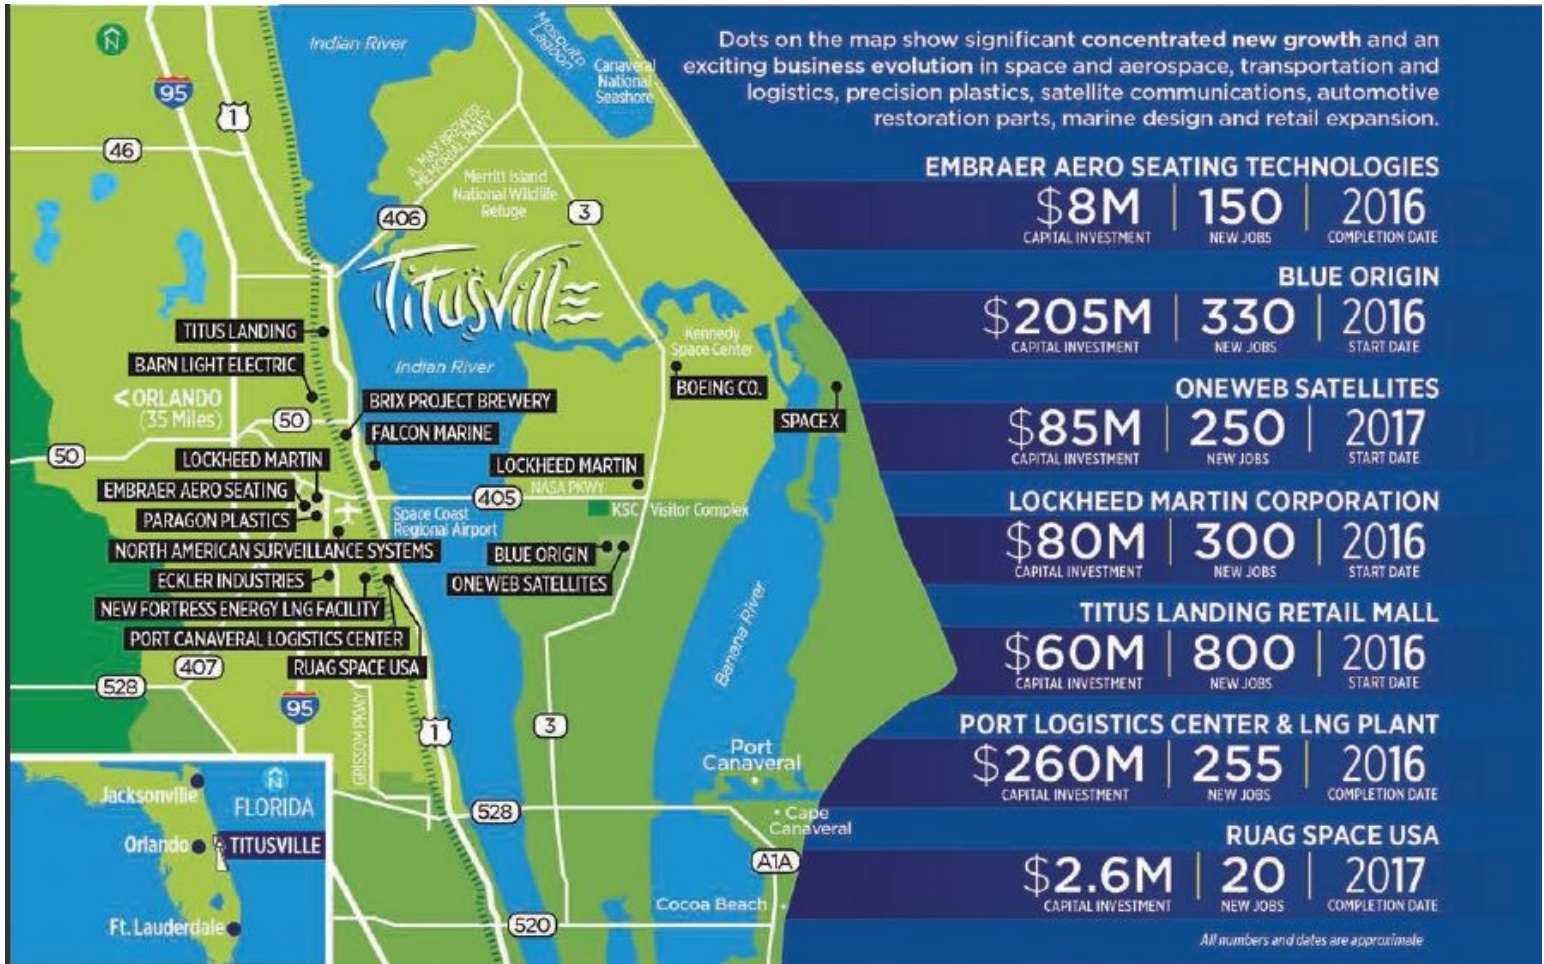 Dots on the map show significant concentrated new growth and an
exciting business evolution in space and aerospace, transportation and
logistics, precision plastics, satellite communications, automotive
restoration parts, marine design and retail expansion.
EMBRAER AERO SEATING TECHNOLOGIES
$8M 150 2016
CAPITAL INVESTMENT NEW JOBS COMPLETION DATE
BLUE ORIGIN
$205M 330 2016
CAPITAL INVESTMENT NEW JOBS START DATE
ONEWEB SATELLITES
$85M 250 2017
CAPITAL INVESTMENT NEW JOBS START DATE
LOCKHEED MARTIN CORPORATION
$80M 300 2016
CAPITAL INVESTMENT NEW JOBS START DATE
TITUS LANDING RETAIL MALL
$60M 800 2016
CAPITAL INVESTMENT NEW JOBS START DATE
PORT LOGISTICS CENTER & LNG PLANT
$260M 255 2016
CAPITAL INVESTMENT NEW JOBS COMPLETION DATE
RUAG SPACE USA
$2.6M 20 2017
CAPITAL INVESTMENT NEW JOBS COMPLETION DATE
All numbers and dates are approximate
N
Indian River
Mosquito
Lagoon
Canaveral
National
Seashore
95
1
46
A. MAX BREWER
MEMORIAL PKWY
Merritt Island
National Wildlife
Refuge
406
3
Titusville
TITUS LANDING
Kennedy
Space Center
BARN LIGHT ELECTRIC
Indian River
BOEING CO.
SPACEX
<ORLANDO
(35 Miles)
BRIX PROJECT BREWERY
50
FALCON MARINE
50
LOCKHEED MARTIN
LOCKHEED MARTIN
NASA PKWY
EMBRAER AERO SEATING
405
PARAGON PLASTICS
Space Coast
Regional Airport
KSC Visitor Complex
NORTH AMERICAN SURVEILLANCE SYSTEMS
BLUE ORIGIN
ECKLER INDUSTRIES
ONEWEB SATELLITES
NEW FORTRESS ENERGY LNG FACILITY
PORT CANAVERAL LOGISTICS CENTER
Banana River
407
RUAG SPACE USA
528
95
GRISSOM PKWY
1
3
Port
Canaveral
528
Cape
Canaveral
A1A
Cocoa Beach
520
N
Jacksonville
FLORIDA
Orlando
TITUSVILLE
Ft. Lauderdale